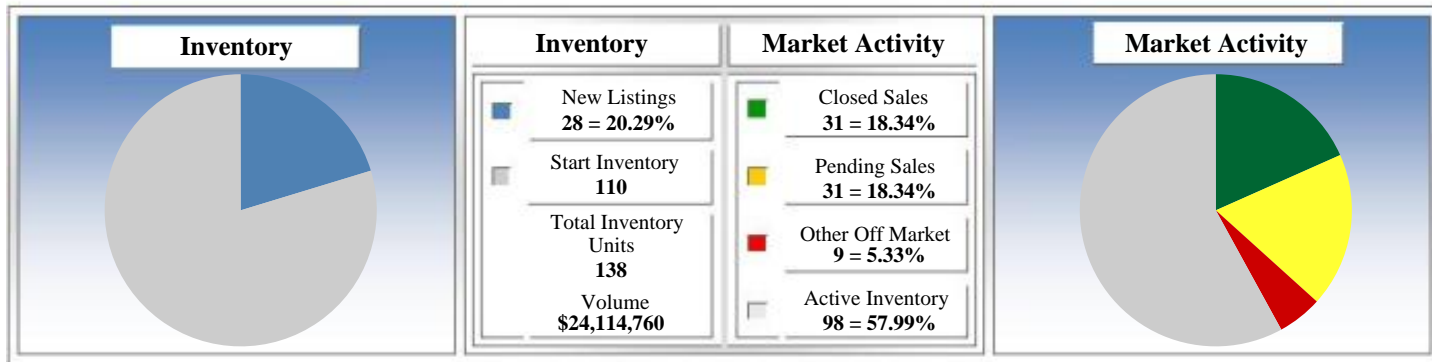 Inventory
Inventory
Market Activity
Market Activity
New Listings
28 = 20.29%
Start Inventory
110
Total Inventory
Units
138
Volume
$24,114,760
Closed Sales
31 = 18.34%
Pending Sales
31 = 18.34%
Other Off Market
9 = 5.33%
Active Inventory
98 = 57.99%